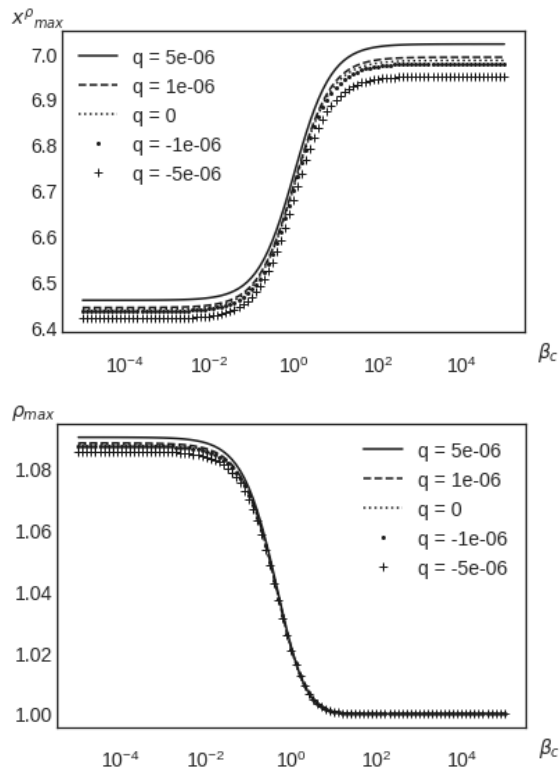 x^ρ_max
7.0
6.9
6.8
6.7
6.6
6.5
6.4
q = 5e-06
q = 1e-06
q = 0
q = -1e-06
q = -5e-06
10^-4
10^-2
10^0
10^2
10^4
β_c
ρ_max
1.08
1.06
1.04
1.02
1.00
q = 5e-06
q = 1e-06
q = 0
q = -1e-06
q = -5e-06
10^-4
10^-2
10^0
10^2
10^4
β_c